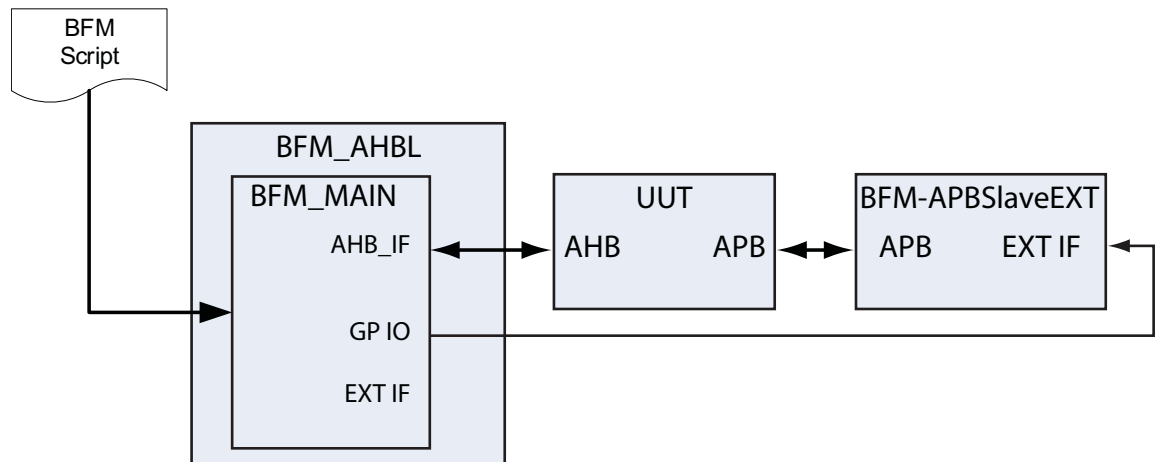 BFM
Script
BFM_AHBL
BFM_MAIN
AHB_IF
GP IO
EXT IF
UUT
AHB APB
BFM-APBSlaveEXT
APB EXT IF